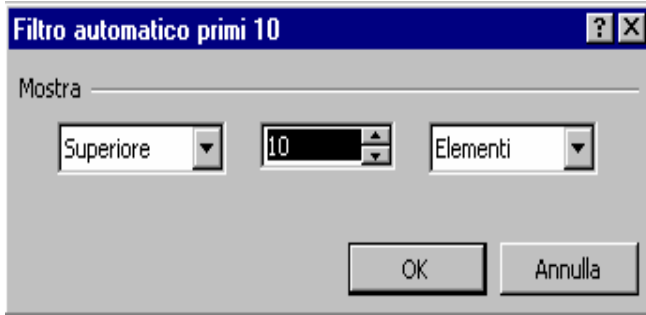 Filtro automatico primi 10
Mostra
Superiore 10 Elementi
OK Annulla